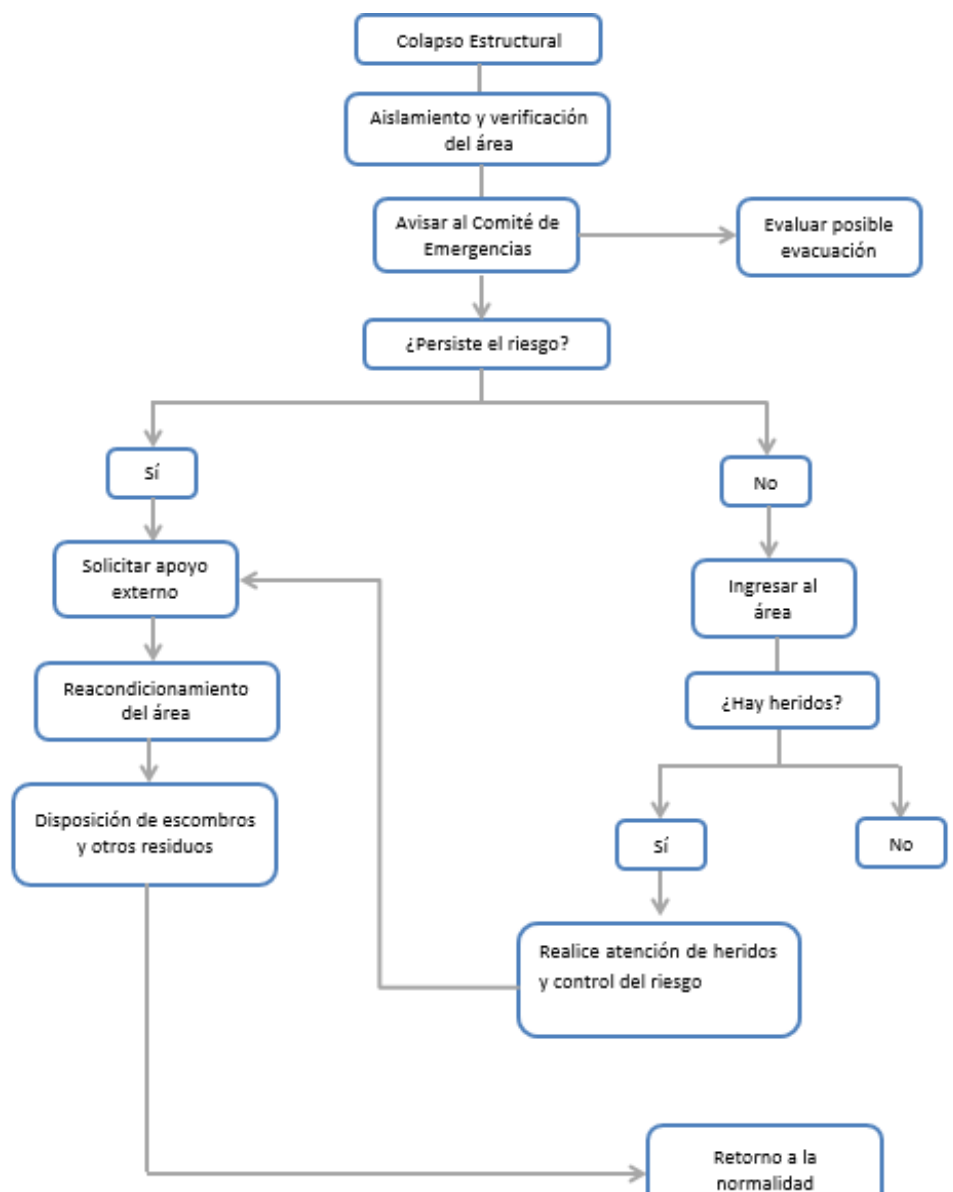 Colapso Estructural
Aislamiento y verificación
del área
Avisar al Comité de
Emergencias
Evaluar posible
evacuación
¿Persiste el riesgo?
Sí
No
Solicitar apoyo
externo
Ingresar al
área
Reacondicionamiento
del área
¿Hay heridos?
Disposición de escombros
y otros residuos
Sí
No
Realice atención de heridos
y control del riesgo
Retorno a la
normalidad